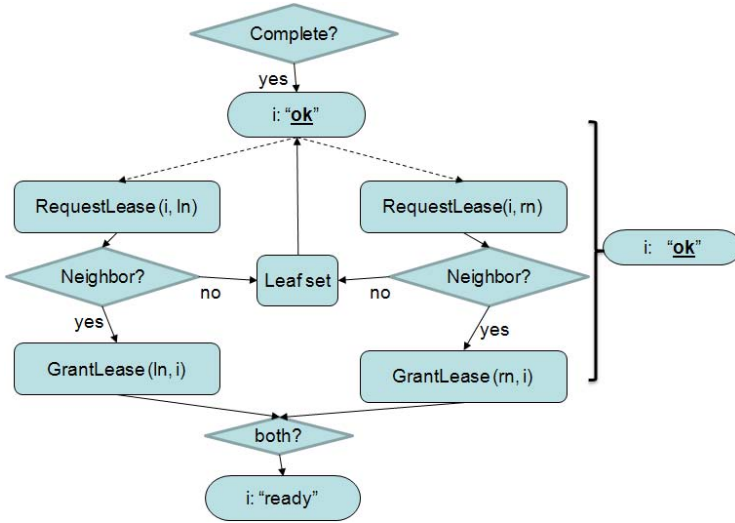 Complete?
yes
i: “ok”
RequestLease(i, ln)
RequestLease(i, rn)
i: “ok”
Neighbor?
no
Leaf set
no
Neighbor?
yes
yes
GrantLease(ln, i)
GrantLease(rn, i)
both?
i: “ready”